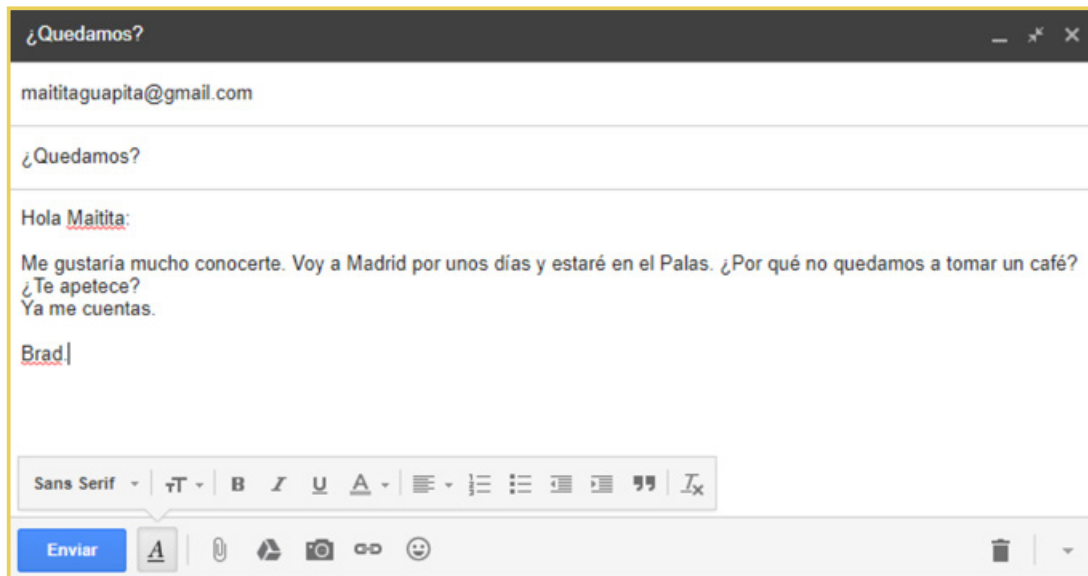 ¿Quedamos?
maititaguapita@gmail.com
¿Quedamos?
Hola Maitita:
Me gustaría mucho conocerte. Voy a Madrid por unos días y estaré en el Palas. ¿Por qué no quedamos a tomar un café?
¿Te apetece?
Ya me cuentas.
Brad.
Sans Serif
Enviar